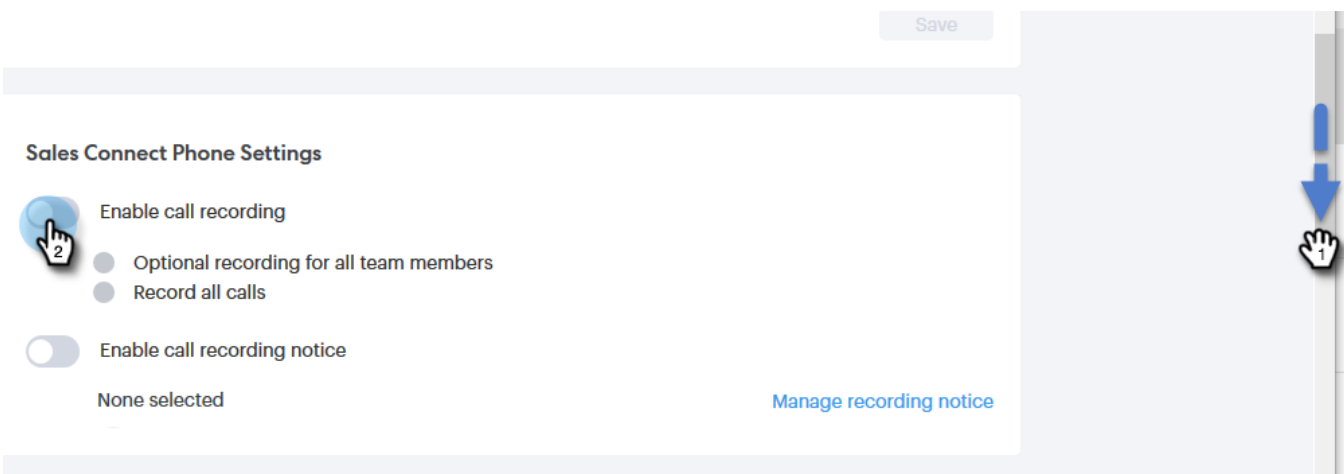 Save
Sales Connect Phone Settings
Enable call recording
2
Optional recording for all team members
1
Record all calls
Enable call recording notice
None selected
Manage recording notice